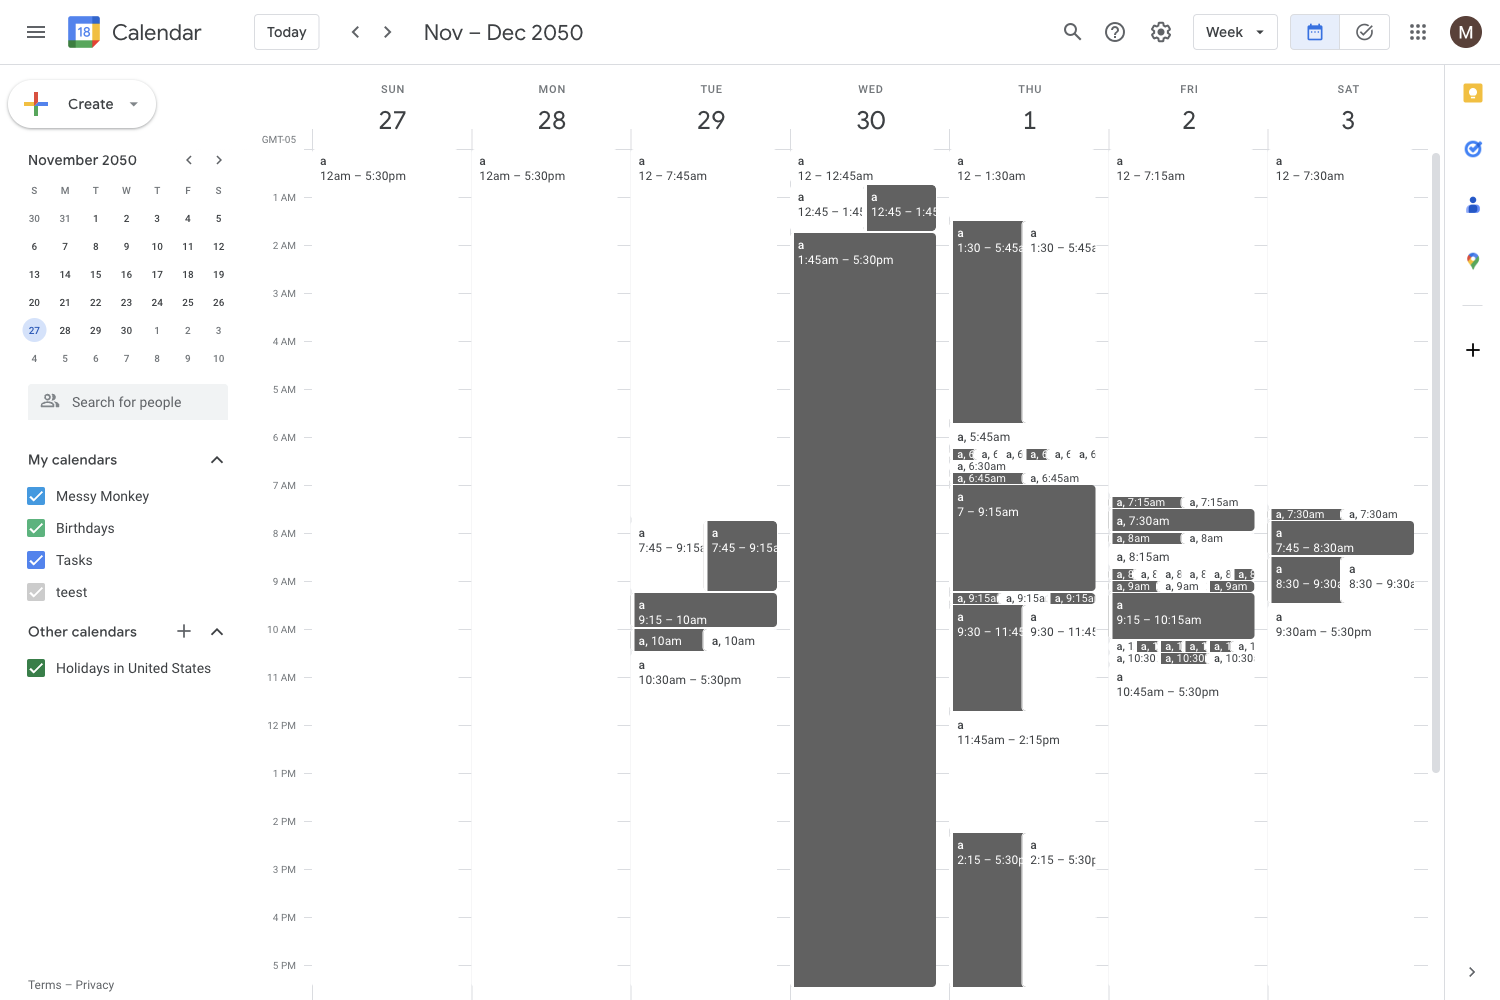 18 Calendar Today Nov – Dec 2050 Week M
Create
GMT-05
SUN MON TUE WED THU FRI SAT
27 28 29 30 1 2 3
November 2050
S M T W T F S
30 31 1 2 3 4 5
6 7 8 9 10 11 12
13 14 15 16 17 18 19
20 21 22 23 24 25 26
27 28 29 30 1 2 3
4 5 6 7 8 9 10
Search for people
My calendars
Messy Monkey
Birthdays
Tasks
teest
Other calendars
Holidays in United States
Terms – Privacy
1 AM
2 AM
3 AM
4 AM
5 AM
6 AM
7 AM
8 AM
9 AM
10 AM
11 AM
12 PM
1 PM
2 PM
3 PM
4 PM
5 PM
a
12am – 5:30pm
a
12am – 5:30pm
a
12 – 7:45am
a
7:45 – 9:15a
a
7:45 – 9:15a
a
9:15 – 10am
a, 10am
a, 10am
a
10:30am – 5:30pm
a
12 – 12:45am
a
12:45 – 1:45
a
12:45 – 1:45
a
1:45am – 5:30pm
a
12 – 1:30am
a
1:30 – 5:45a
a
1:30 – 5:45a
a, 5:45am
a, 6 a, 6 a, 6 a, 6 a, 6 a, 6
a, 6:30am
a, 6:45am a, 6:45am
a
7 – 9:15am
a, 9:15a a, 9:15a a, 9:15a
a
9:30 – 11:45
a
9:30 – 11:45
a
11:45am – 2:15pm
a
2:15 – 5:30p
a
2:15 – 5:30p
a
12 – 7:15am
a, 7:15am a, 7:15am
a, 7:30am
a, 8am a, 8am
a, 8:15am
a, 8 a, 8 a, 8 a, 8 a, 8 a,
a, 9am a, 9am a, 9am
a
9:15 – 10:15am
a, 1 a, 1 a, 1 a, 1 a, 1 a, 1
a, 10:30 a, 10:30 a, 10:30
a
10:45am – 5:30pm
a
12 – 7:30am
a, 7:30am a, 7:30am
a
7:45 – 8:30am
a
8:30 – 9:30a
a
8:30 – 9:30a
a
9:30am – 5:30pm